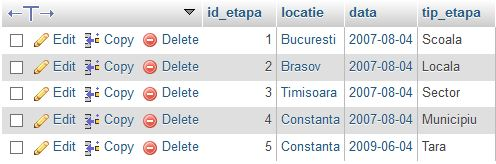 id_etapa locatie data tip_etapa
Edit Copy Delete 1 Bucuresti 2007-08-04 Scoala
Edit Copy Delete 2 Brasov 2007-08-04 Locala
Edit Copy Delete 3 Timisoara 2007-08-04 Sector
Edit Copy Delete 4 Constanta 2007-08-04 Municipiu
Edit Copy Delete 5 Constanta 2009-06-04 Tara